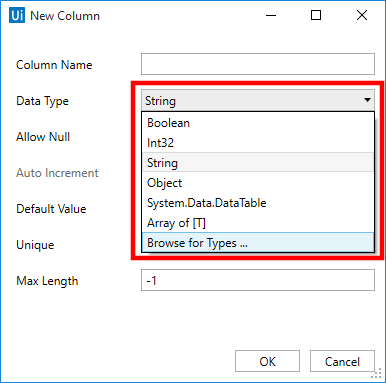 Ui New Column
Column Name
Data Type String
Boolean
Allow Null
Int32
String
Auto Increment
Object
Default Value
System.Data.DataTable
Array of [T]
Unique
Browse for Types ...
Max Length -1
OK Cancel